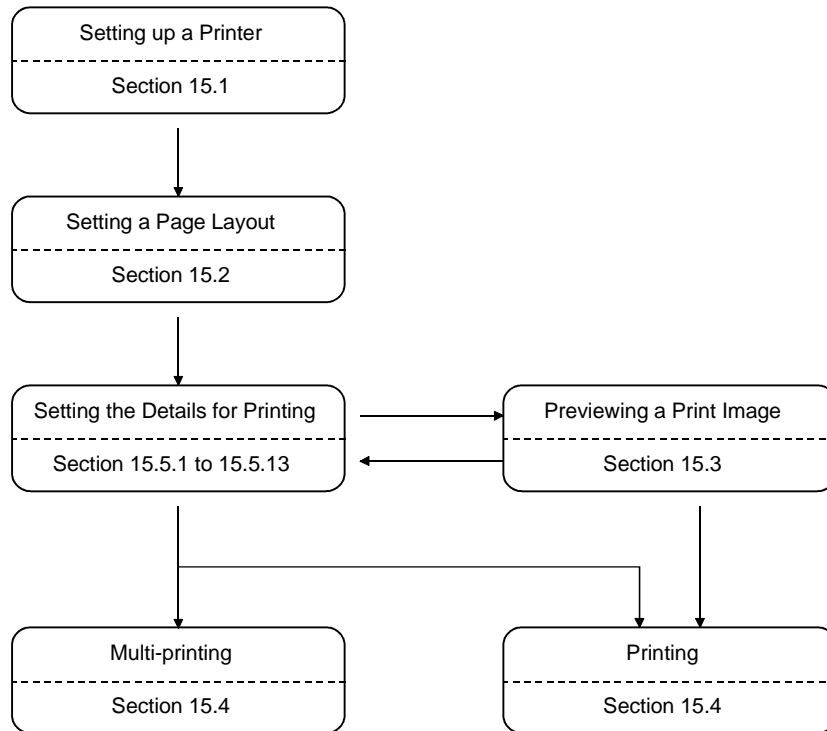 Setting up a Printer
Section 15.1
Setting a Page Layout
Section 15.2
Setting the Details for Printing
Section 15.5.1 to 15.5.13
Previewing a Print Image
Section 15.3
Multi-printing
Section 15.4
Printing
Section 15.4